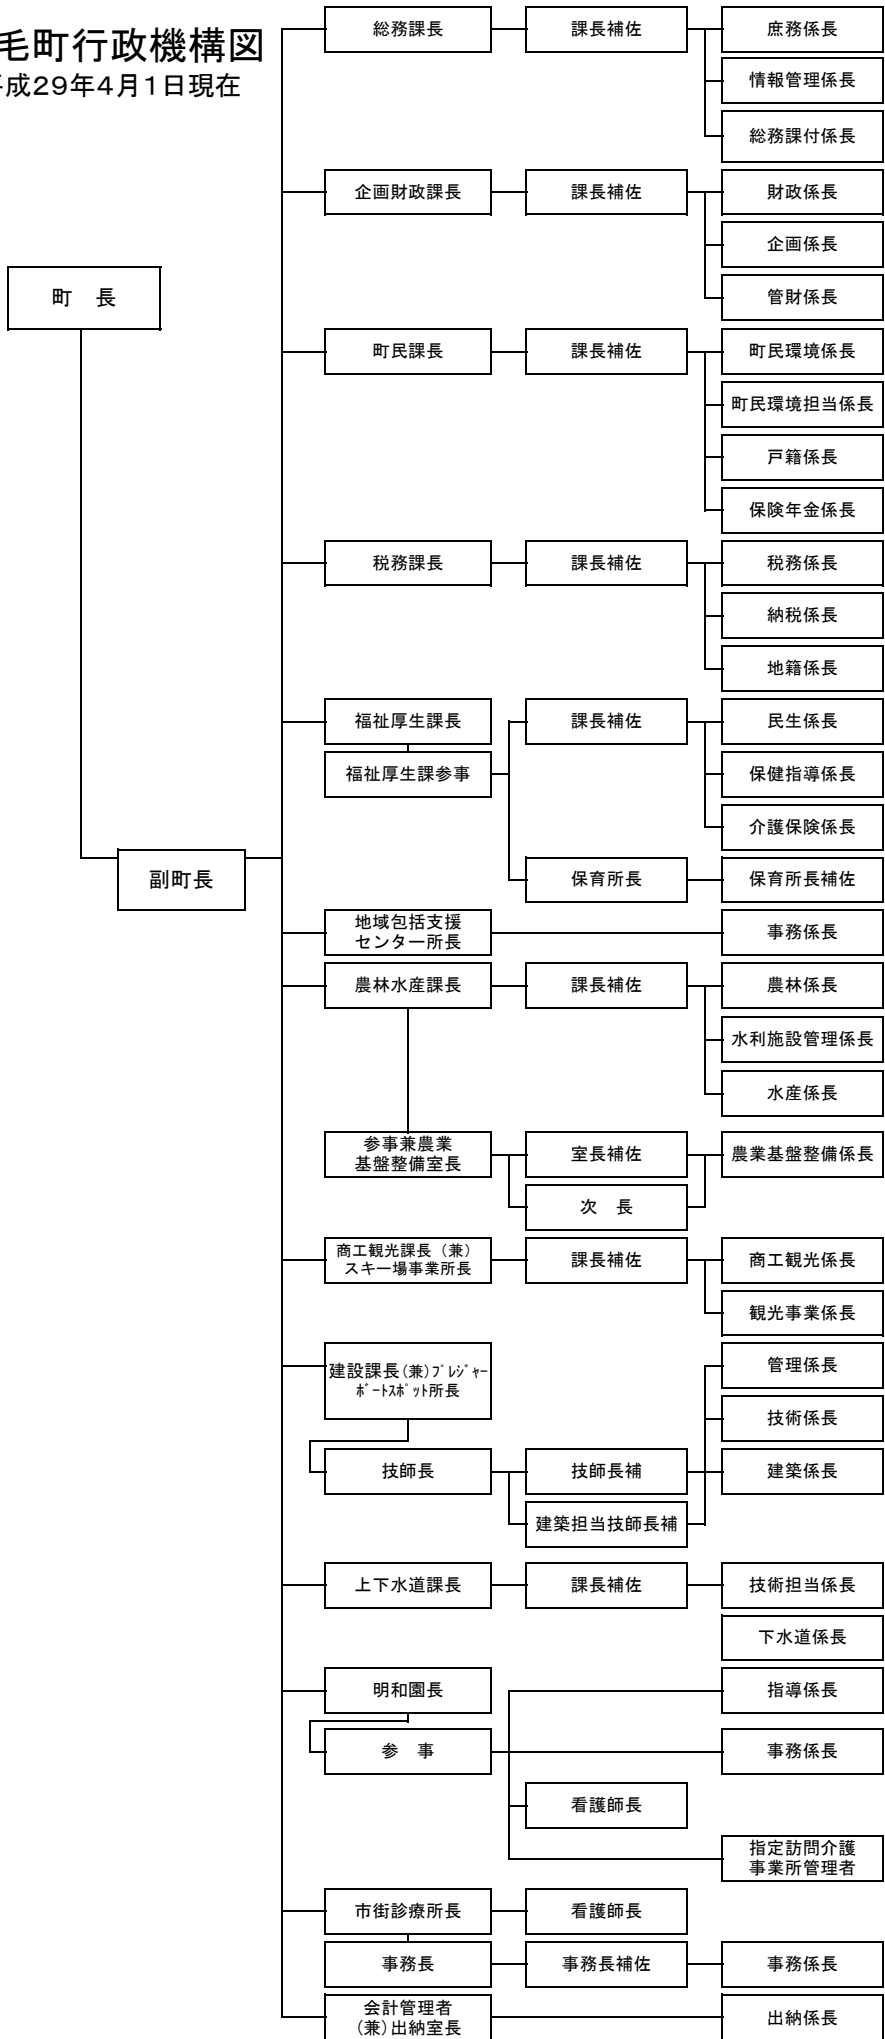 毛町行政機構図
成29年4月1日現在
町　長
副町長
総務課長
課長補佐
庶務係長
情報管理係長
総務課付係長
企画財政課長
課長補佐
財政係長
企画係長
管財係長
町民課長
課長補佐
町民環境係長
町民環境担当係長
戸籍係長
保険年金係長
税務課長
課長補佐
税務係長
納税係長
地籍係長
福祉厚生課長
福祉厚生課参事
課長補佐
民生係長
保健指導係長
介護保険係長
保育所長
保育所長補佐
地域包括支援
センター所長
事務係長
農林水産課長
課長補佐
農林係長
水利施設管理係長
水産係長
参事兼農業
基盤整備室長
室長補佐
次　長
農業基盤整備係長
商工観光課長（兼）
スキー場事業所長
課長補佐
商工観光係長
観光事業係長
建設課長(兼)ﾌﾟﾚｼﾞｬｰ
ﾎﾞｰﾄｽﾎﾟｯﾄ所長
管理係長
技術係長
技師長
技師長補
建築係長
建築担当技師長補
上下水道課長
課長補佐
技術担当係長
下水道係長
明和園長
指導係長
参　事
事務係長
看護師長
指定訪問介護
事業所管理者
市街診療所長
看護師長
事務長
事務長補佐
事務係長
会計管理者
(兼)出納室長
出納係長